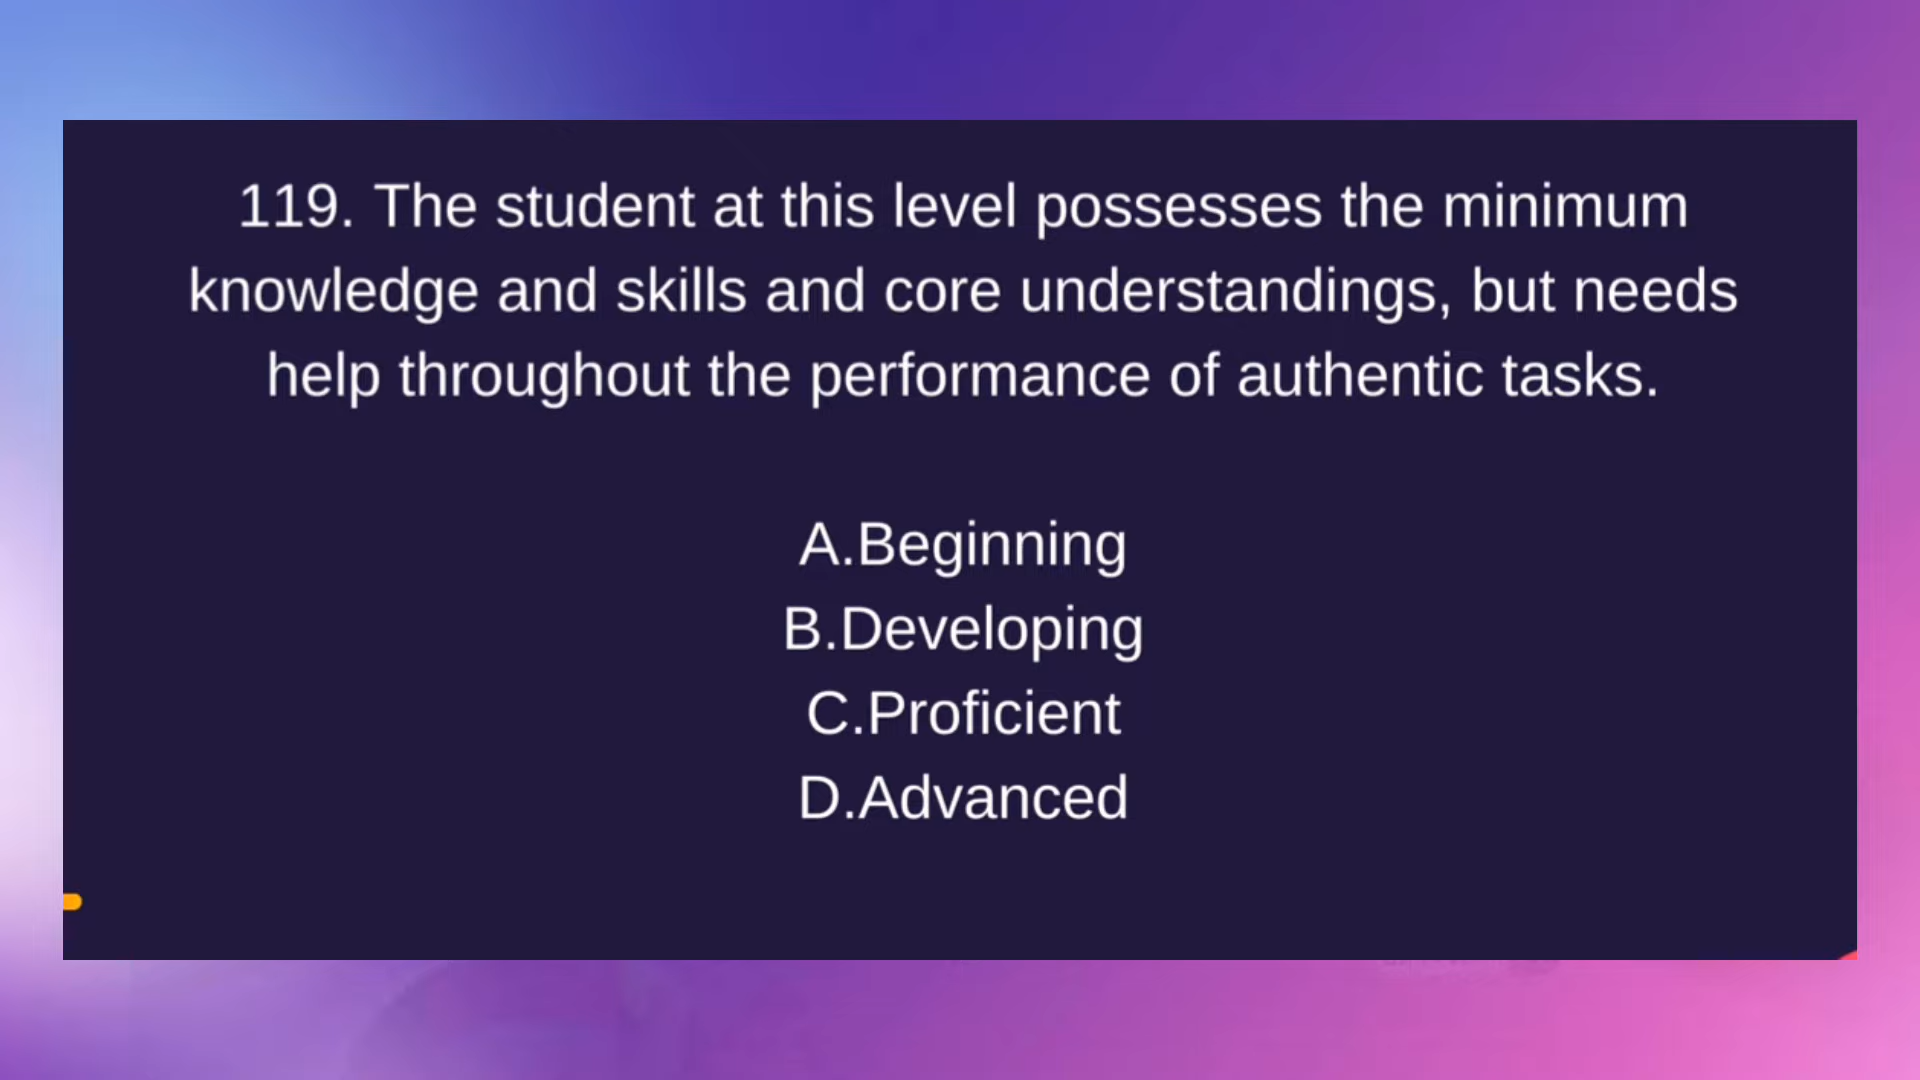 119. The student at this level possesses the minimum
knowledge and skills and core understandings, but needs
help throughout the performance of authentic tasks.
A.Beginning
B.Developing
C.Proficient
D.Advanced